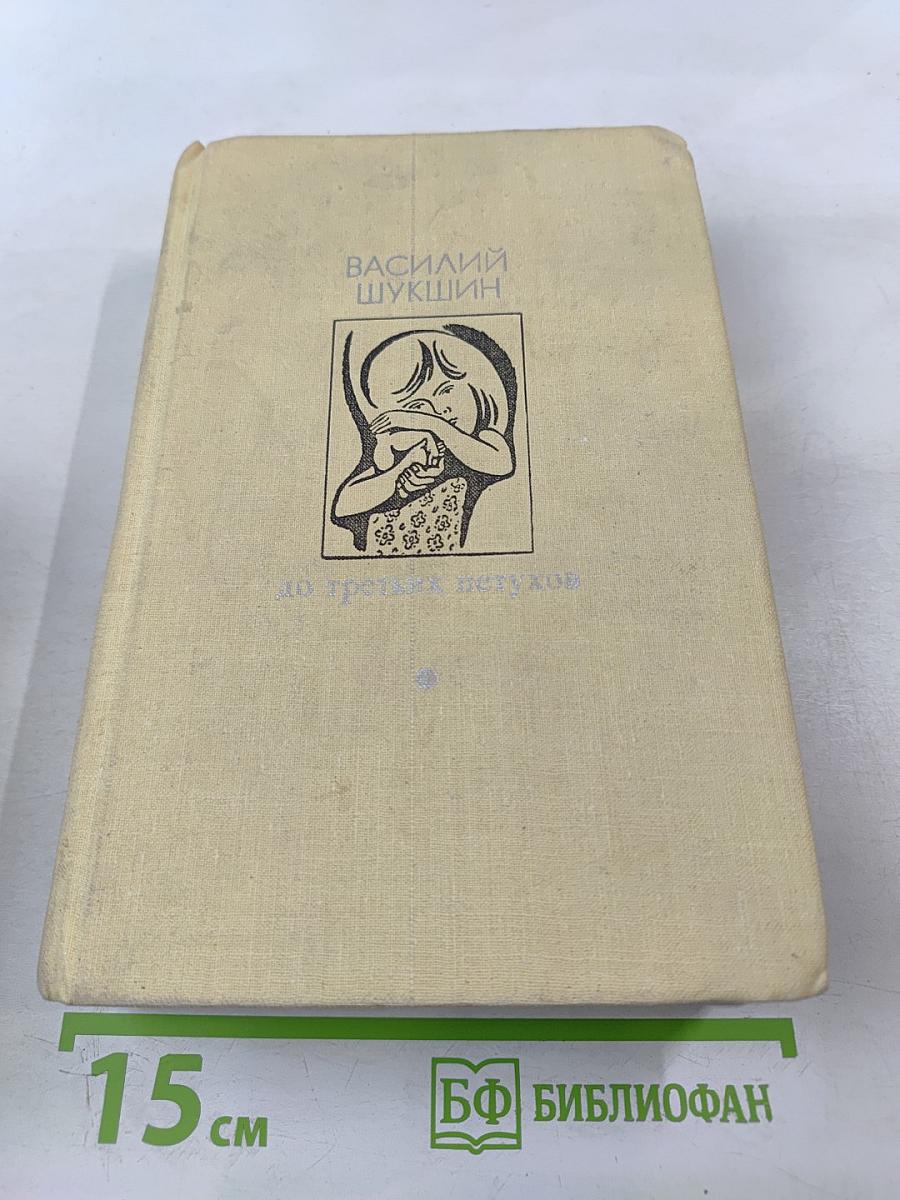 ВАСИЛИЙ
ШУКШИН
до третьих петухов
15 см
БФ БИБЛИОФАН